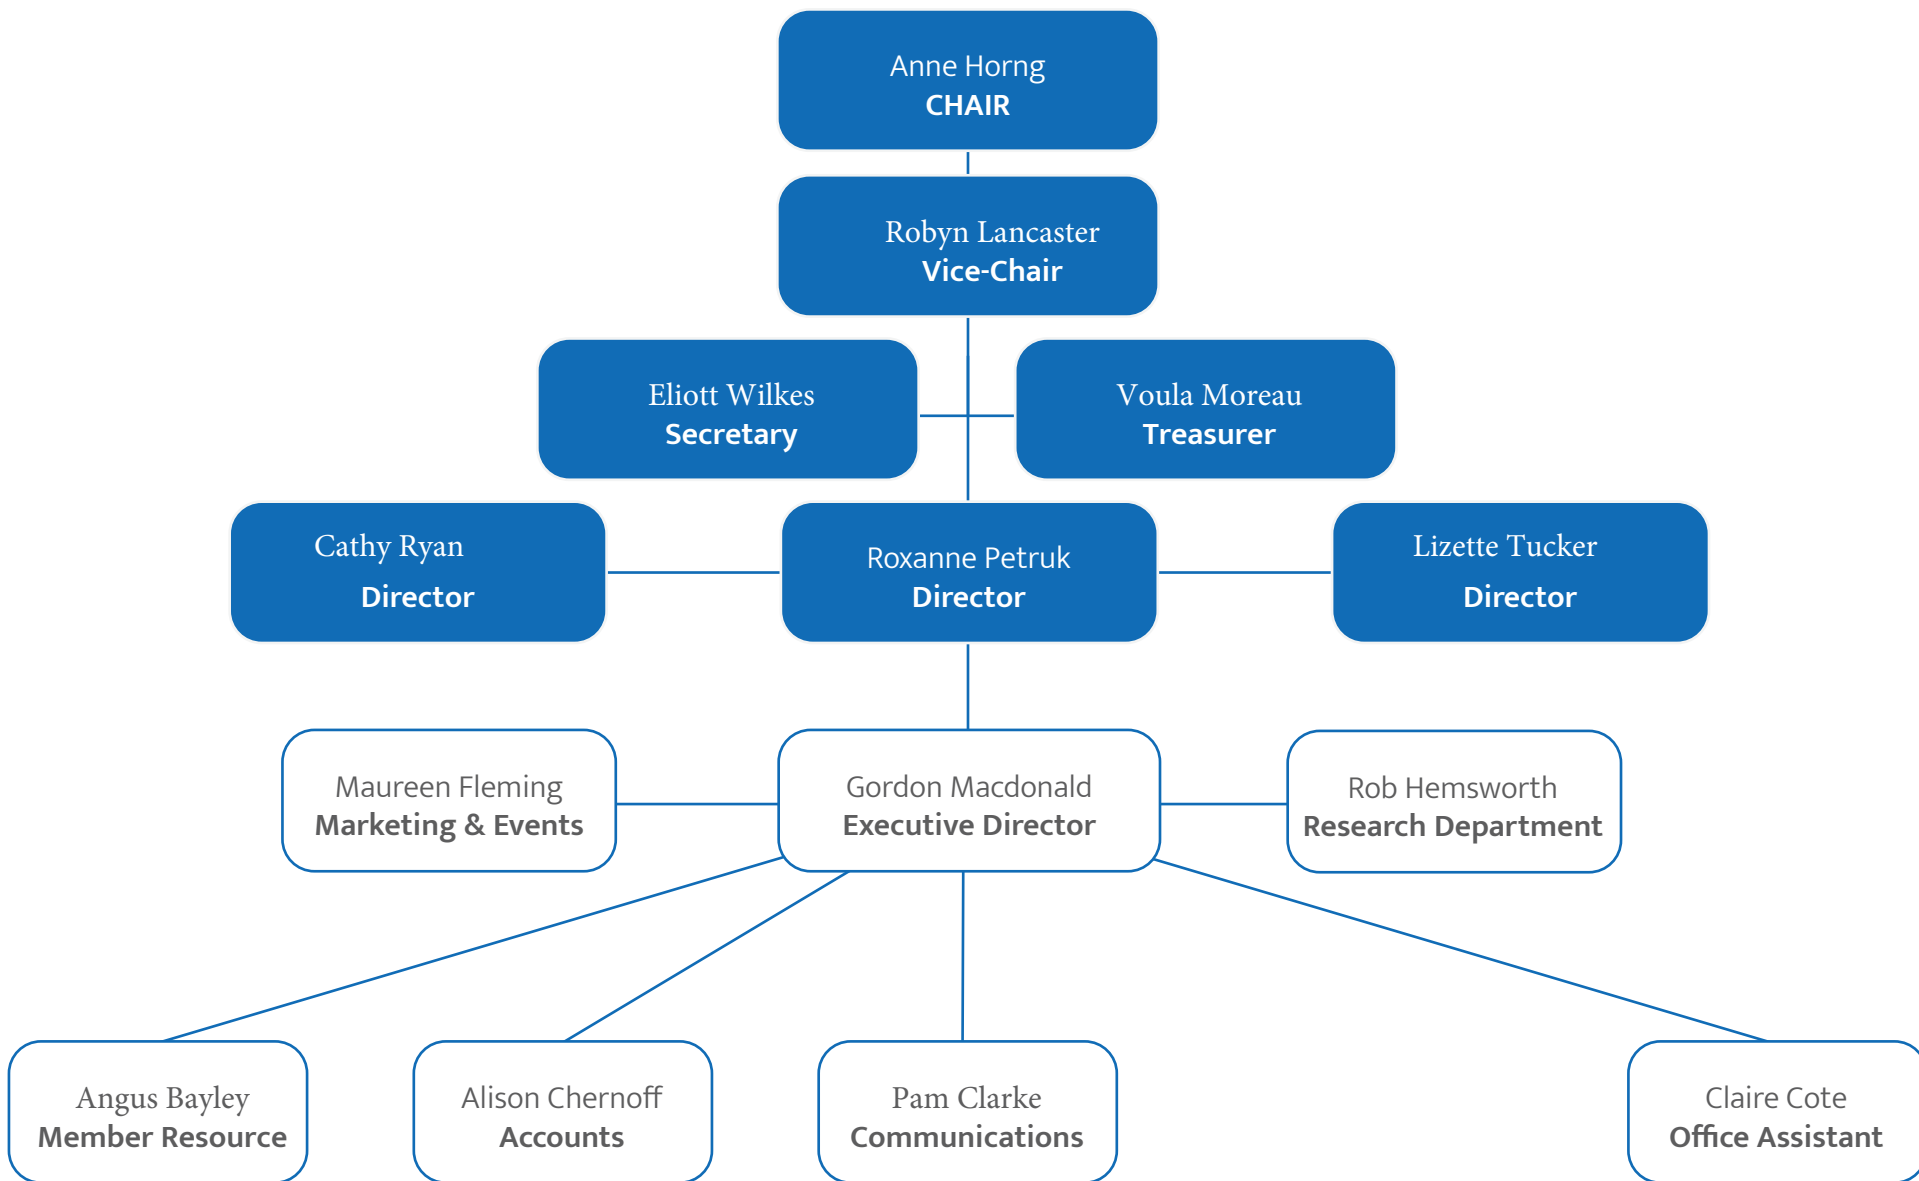 Anne Horng
CHAIR
Robyn Lancaster
Vice-Chair
Eliott Wilkes
Secretary
Voula Moreau
Treasurer
Cathy Ryan
Director
Roxanne Petruk
Director
Lizette Tucker
Director
Maureen Fleming
Marketing & Events
Gordon Macdonald
Executive Director
Rob Hemsworth
Research Department
Angus Bayley
Member Resource
Alison Chernoff
Accounts
Pam Clarke
Communications
Claire Cote
Office Assistant